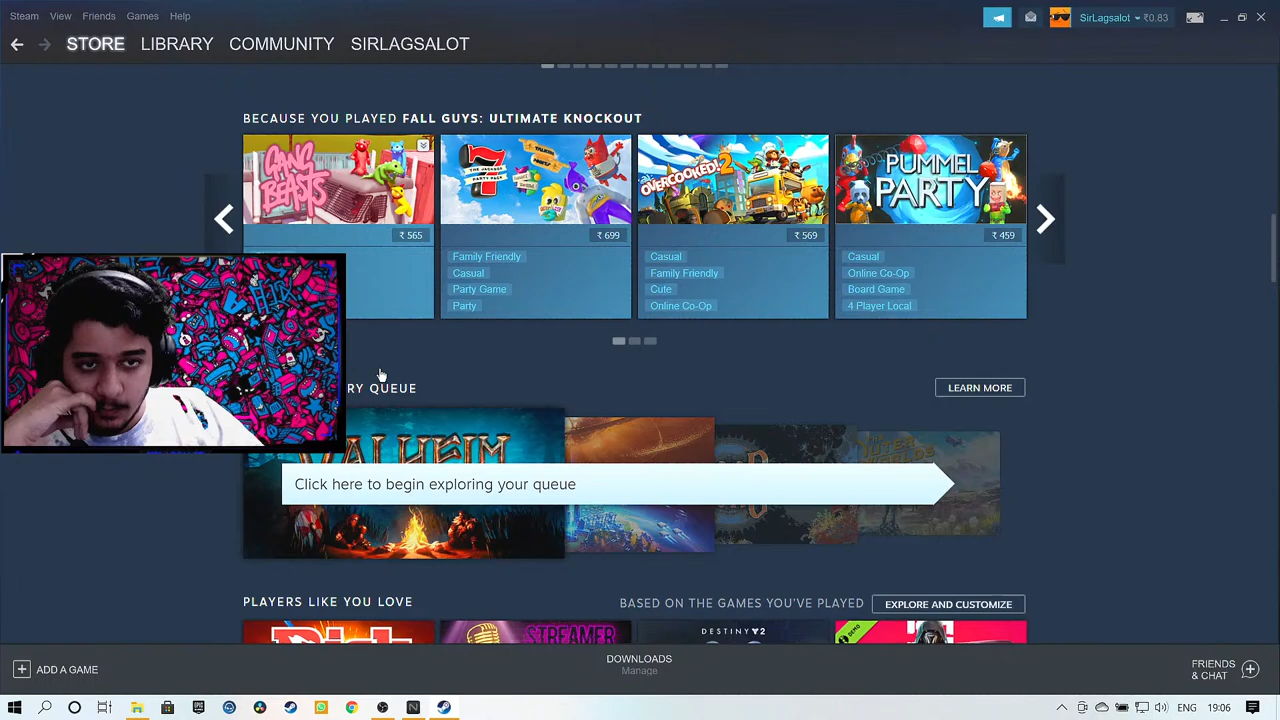 Steam View Friends Games Help
SirLagsalot ₹ 0.83
STORE LIBRARY COMMUNITY SIRLAGSALOT
BECAUSE YOU PLAYED FALL GUYS: ULTIMATE KNOCKOUT
GANG BEASTS
7
OVERCOOKED! 2
PUMMEL PARTY
₹ 565
₹ 699
₹ 569
₹ 459
Family Friendly
Casual
Party Game
Party
Casual
Family Friendly
Cute
Online Co-Op
Casual
Online Co-Op
Board Game
4 Player Local
RY QUEUE
LEARN MORE
VALHEIM
Click here to begin exploring your queue
PLAYERS LIKE YOU LOVE
BASED ON THE GAMES YOU'VE PLAYED
EXPLORE AND CUSTOMIZE
STREAMER
DESTINY 2
DEMO
ADD A GAME
DOWNLOADS
Manage
FRIENDS
& CHAT
ENG 19:06